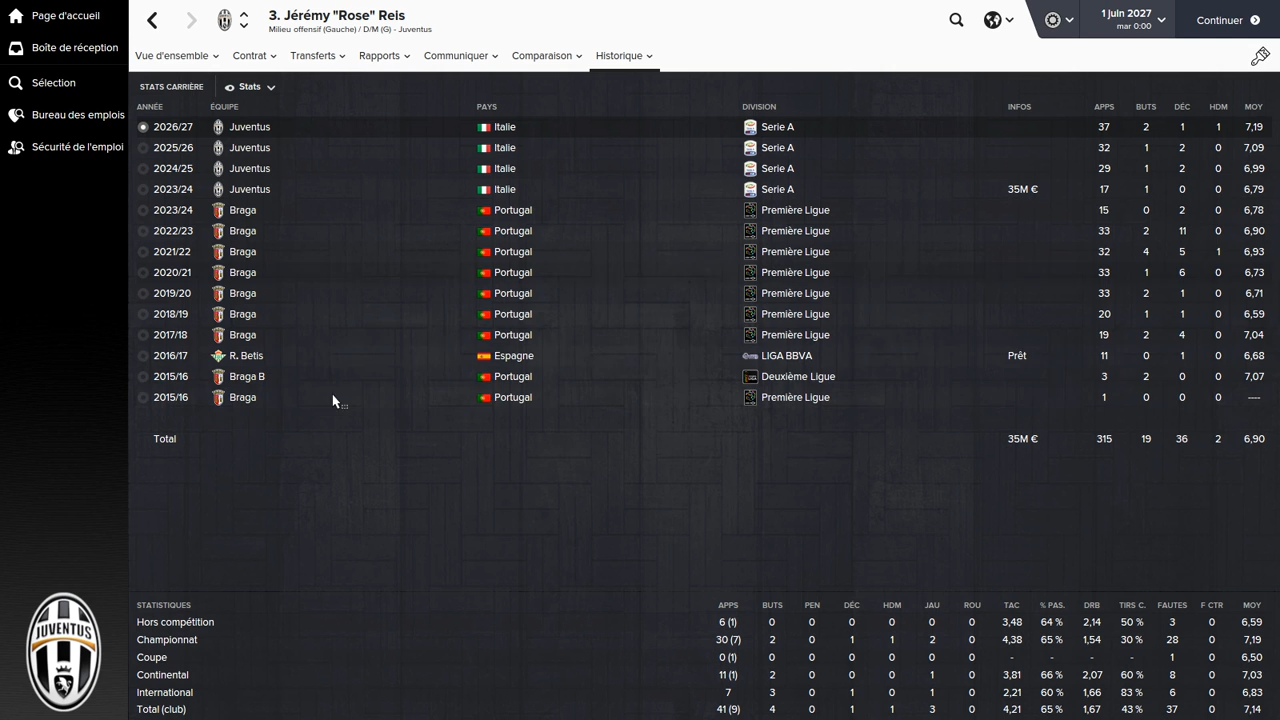 Page d'accueil
Boîte de réception
Sélection
Bureau des emplois
Sécurité de l'emploi
3. Jérémy "Rose" Reis
Milieu offensif (Gauche) / D/M (G) - Juventus
1 juin 2027
mar 0:00
Continuer
Vue d'ensemble Contrat Transferts Rapports Communiquer Comparaison Historique
STATS CARRIÈRE Stats
ANNÉE ÉQUIPE PAYS DIVISION INFOS APPS BUTS DÉC HDM MOY
2026/27 Juventus Italie Serie A 37 2 1 1 7,19
2025/26 Juventus Italie Serie A 32 1 2 0 7,09
2024/25 Juventus Italie Serie A 29 1 2 0 6,99
2023/24 Juventus Italie Serie A 35M € 17 1 0 0 6,79
2023/24 Braga Portugal Première Ligue 15 0 2 0 6,78
2022/23 Braga Portugal Première Ligue 33 2 11 0 6,90
2021/22 Braga Portugal Première Ligue 32 4 5 1 6,93
2020/21 Braga Portugal Première Ligue 33 1 6 0 6,73
2019/20 Braga Portugal Première Ligue 33 2 1 0 6,71
2018/19 Braga Portugal Première Ligue 20 1 1 0 6,59
2017/18 Braga Portugal Première Ligue 19 2 4 0 7,04
2016/17 R. Betis Espagne LIGA BBVA Prêt 11 0 1 0 6,68
2015/16 Braga B Portugal Deuxième Ligue 3 2 0 0 7,07
2015/16 Braga Portugal Première Ligue 1 0 0 0 ----
Total 35M € 315 19 36 2 6,90
STATISTIQUES APPS BUTS PEN DÉC HDM JAU ROU TAC % PAS. DRB TIRS C. FAUTES F CTR MOY
Hors compétition 6 (1) 0 0 0 0 0 0 3,48 64 % 2,14 50 % 3 0 6,59
Championnat 30 (7) 2 0 1 1 2 0 4,38 65 % 1,54 30 % 28 0 7,19
Coupe 0 (1) 0 0 0 0 0 0 - - - - 1 0 6,50
Continental 11 (1) 2 0 0 0 1 0 3,81 66 % 2,07 60 % 8 0 7,03
International 7 3 0 1 0 1 0 2,21 60 % 1,66 83 % 6 0 6,83
Total (club) 41 (9) 4 0 1 1 3 0 4,21 65 % 1,67 43 % 37 0 7,14
JUVENTUS